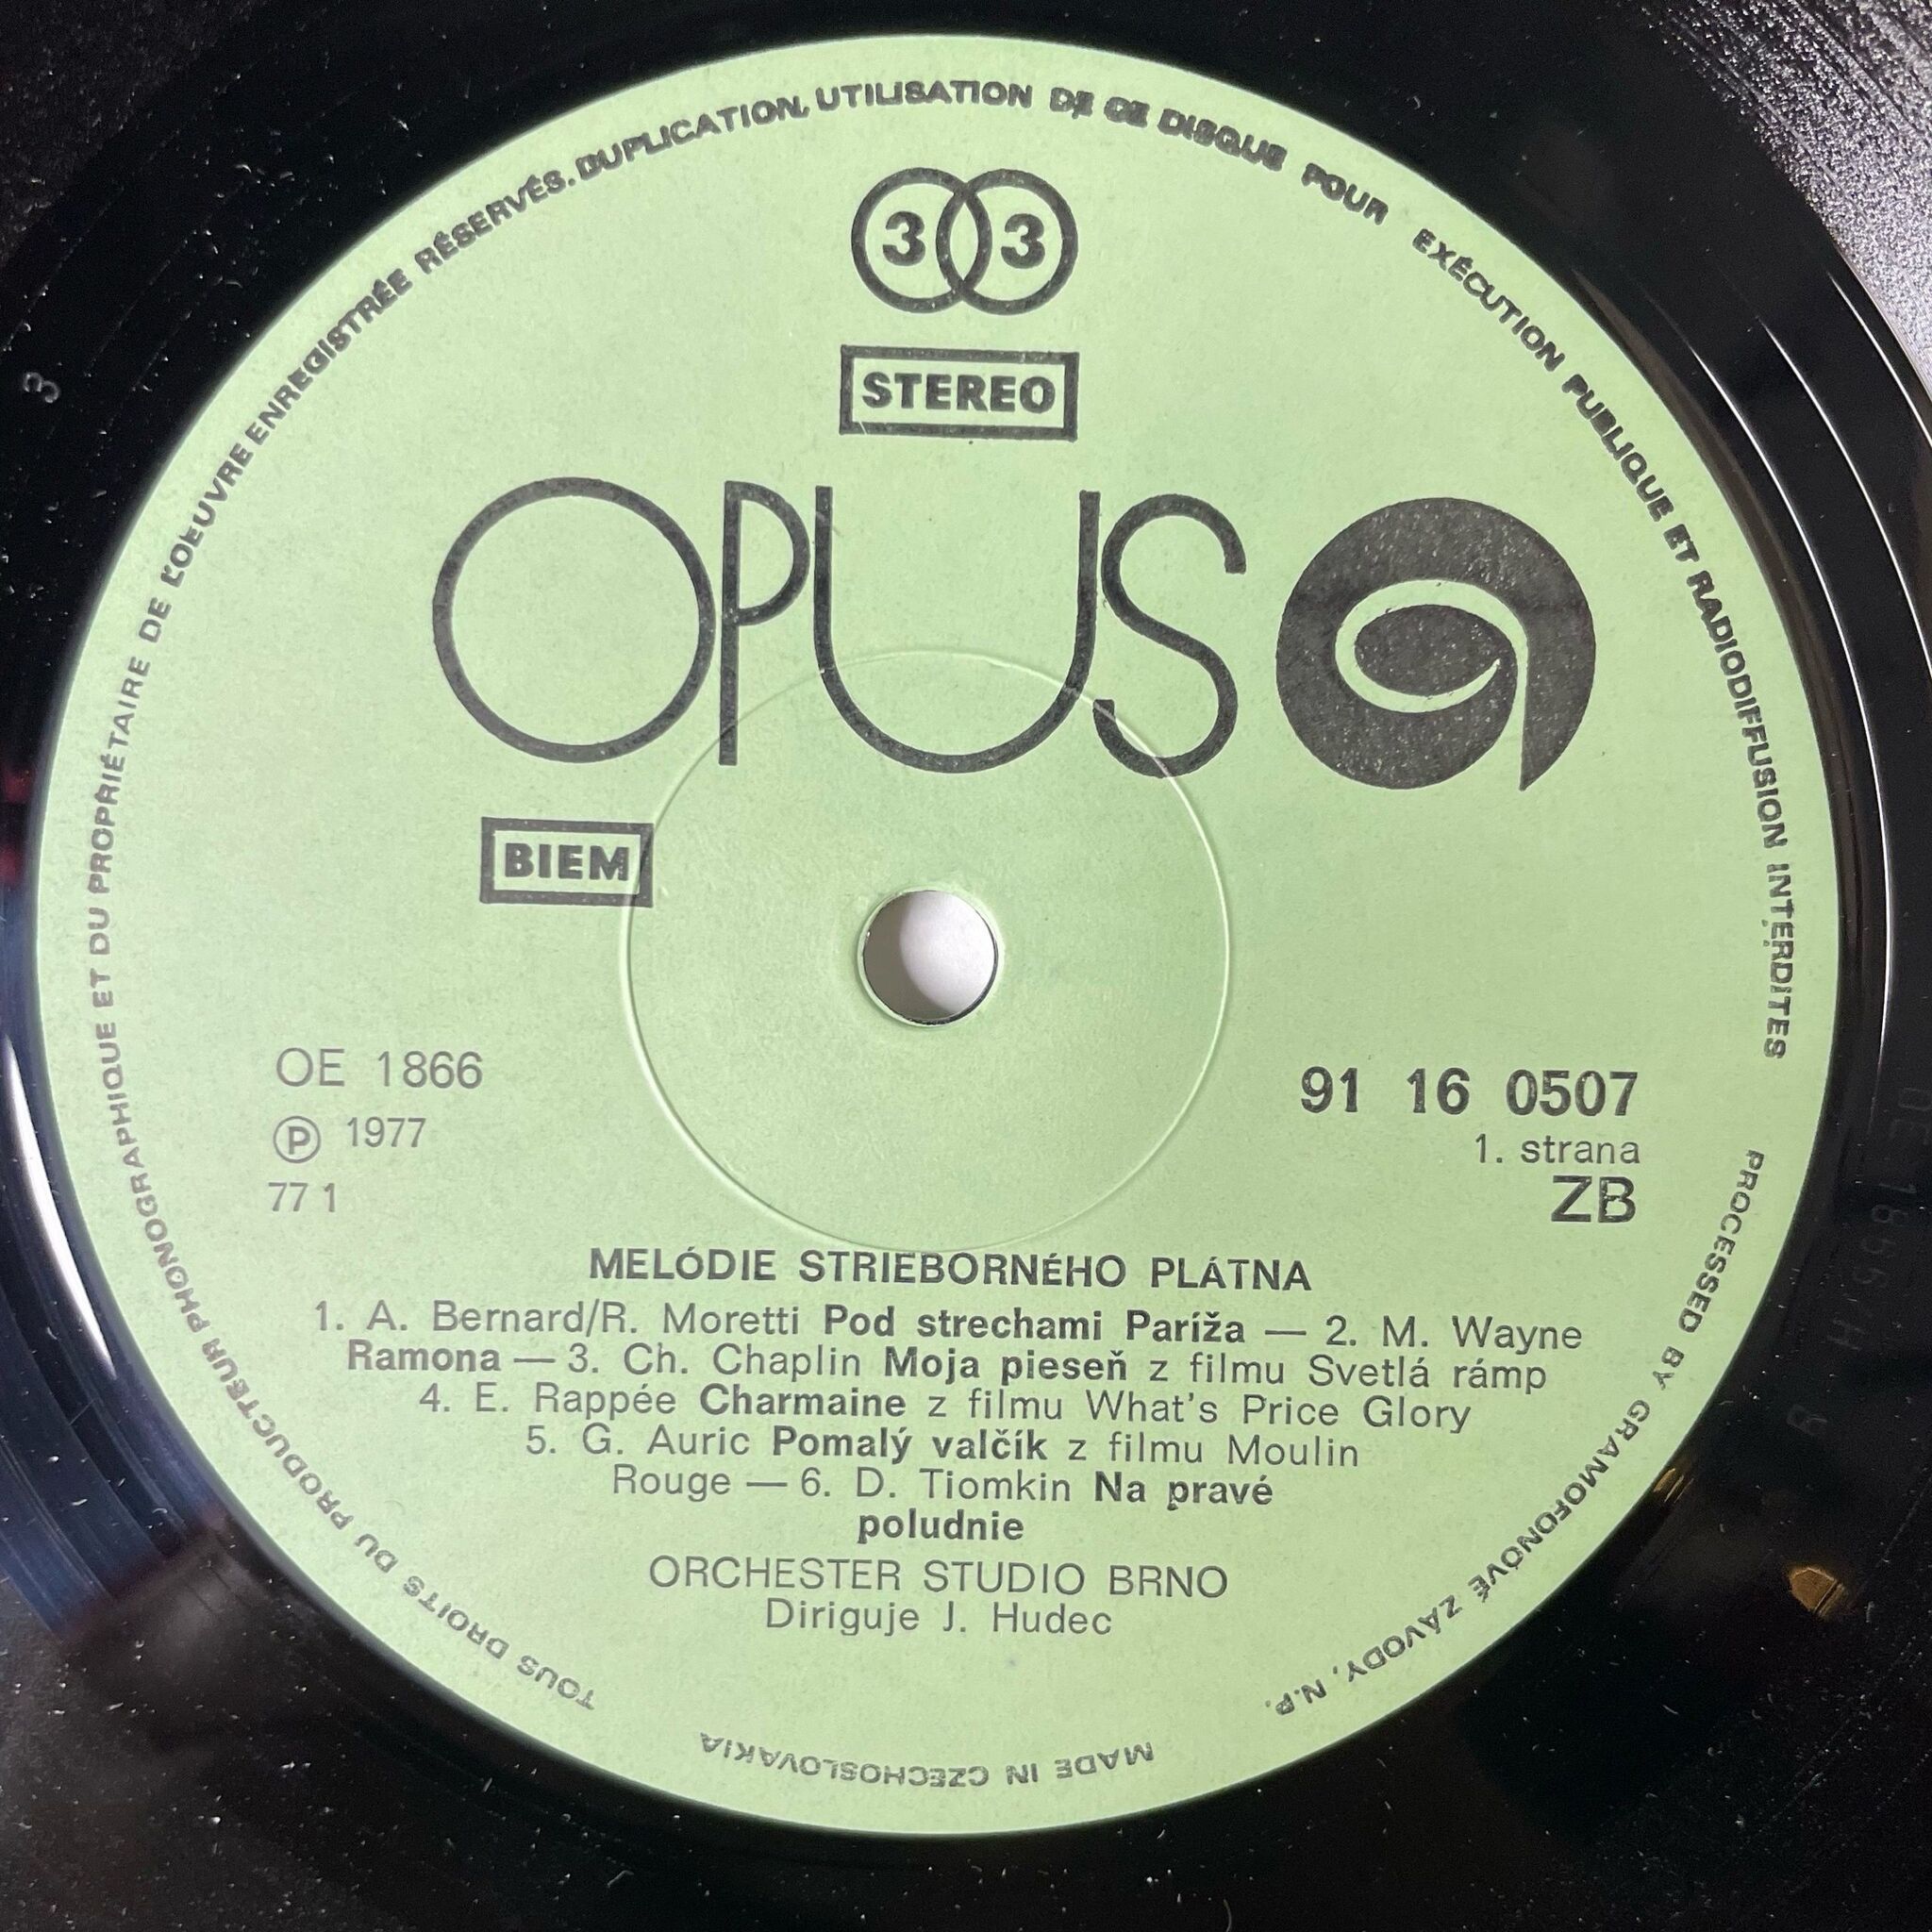 TOUS DROITS DU PRODUCTEUR PHONOGRAPHIQUE ET DU PROPRIÉTAIRE DE L'OEUVRE ENREGISTRÉE RÉSERVÉS. DUPLICATION, UTILISATION DE CE DISQUE POUR EXÉCUTION PUBLIQUE ET RADIODIFFUSION INTERDITES
33
STEREO
OPUS
BIEM
OE 1866
Ⓟ 1977
77 1
91 16 0507
1. strana
ZB
MELÓDIE STRIEBORNÉHO PLÁTNA
1. A. Bernard/R. Moretti Pod strechami Paríža — 2. M. Wayne
Ramona — 3. Ch. Chaplin Moja pieseň z filmu Svetlá rámp
4. E. Rappée Charmaine z filmu What's Price Glory
5. G. Auric Pomalý valčík z filmu Moulin
Rouge — 6. D. Tiomkin Na pravé
poludnie
ORCHESTER STUDIO BRNO
Diriguje J. Hudec
PROCESSED BY GRAMOFONOVÉ ZÁVODY, N.P.
MADE IN CZECHOSLOVAKIA
3